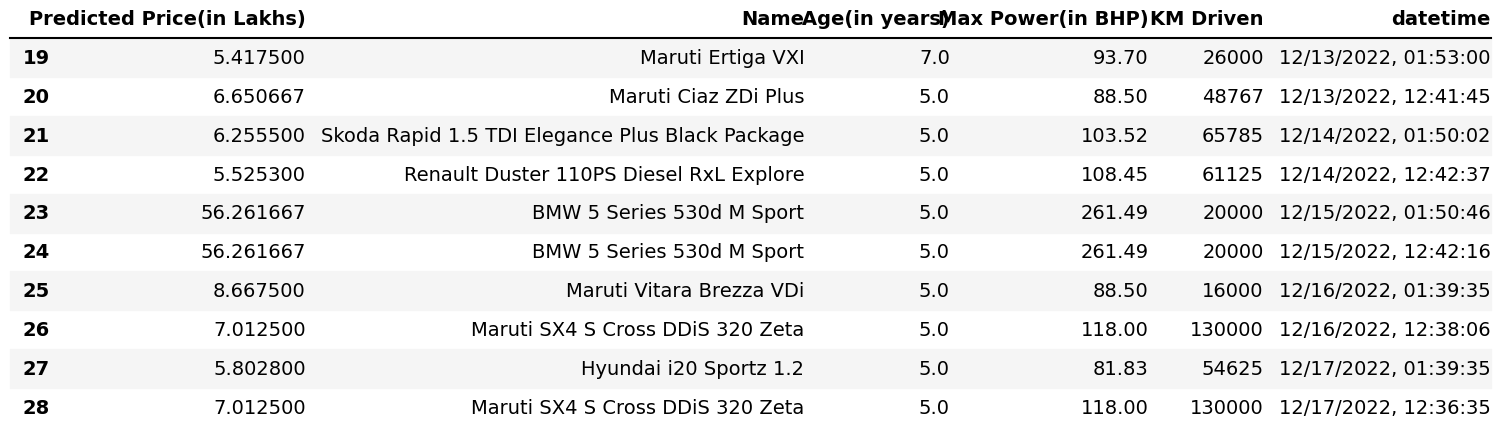 Predicted Price(in Lakhs) Name Age(in years) Max Power(in BHP) KM Driven datetime
19 5.417500 Maruti Ertiga VXI 7.0 93.70 26000 12/13/2022, 01:53:00
20 6.650667 Maruti Ciaz ZDi Plus 5.0 88.50 48767 12/13/2022, 12:41:45
21 6.255500 Skoda Rapid 1.5 TDI Elegance Plus Black Package 5.0 103.52 65785 12/14/2022, 01:50:02
22 5.525300 Renault Duster 110PS Diesel RxL Explore 5.0 108.45 61125 12/14/2022, 12:42:37
23 56.261667 BMW 5 Series 530d M Sport 5.0 261.49 20000 12/15/2022, 01:50:46
24 56.261667 BMW 5 Series 530d M Sport 5.0 261.49 20000 12/15/2022, 12:42:16
25 8.667500 Maruti Vitara Brezza VDi 5.0 88.50 16000 12/16/2022, 01:39:35
26 7.012500 Maruti SX4 S Cross DDiS 320 Zeta 5.0 118.00 130000 12/16/2022, 12:38:06
27 5.802800 Hyundai i20 Sportz 1.2 5.0 81.83 54625 12/17/2022, 01:39:35
28 7.012500 Maruti SX4 S Cross DDiS 320 Zeta 5.0 118.00 130000 12/17/2022, 12:36:35